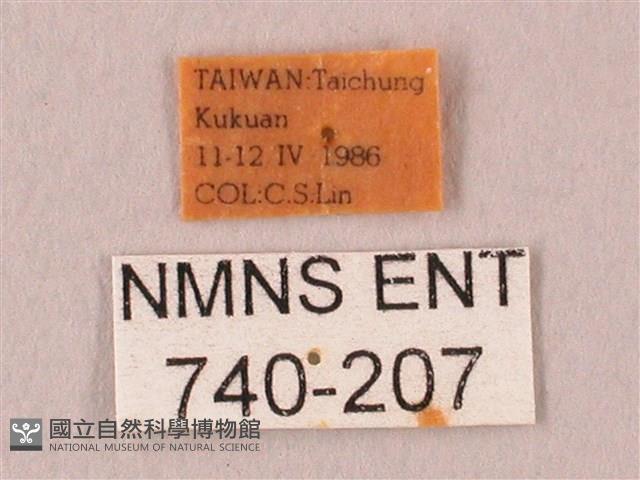 TAIWAN:Taichung
Kukuan
11-12 IV 1986
COL:C.S.Lin
NMNS ENT
740-207
國立自然科學博物館
NATIONAL MUSEUM OF NATURAL SCIENCE